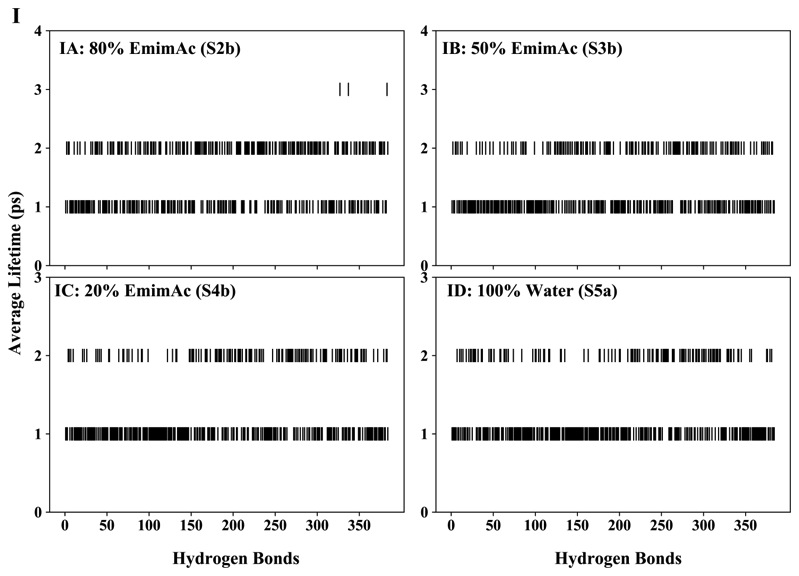 I
IA: 80% EmimAc (S2b)
4
3
2
1
0
IB: 50% EmimAc (S3b)
4
3
2
1
0
Average Lifetime (ps)
IC: 20% EmimAc (S4b)
3
2
1
0
0 50 100 150 200 250 300 350
Hydrogen Bonds
ID: 100% Water (S5a)
3
2
1
0
0 50 100 150 200 250 300 350
Hydrogen Bonds